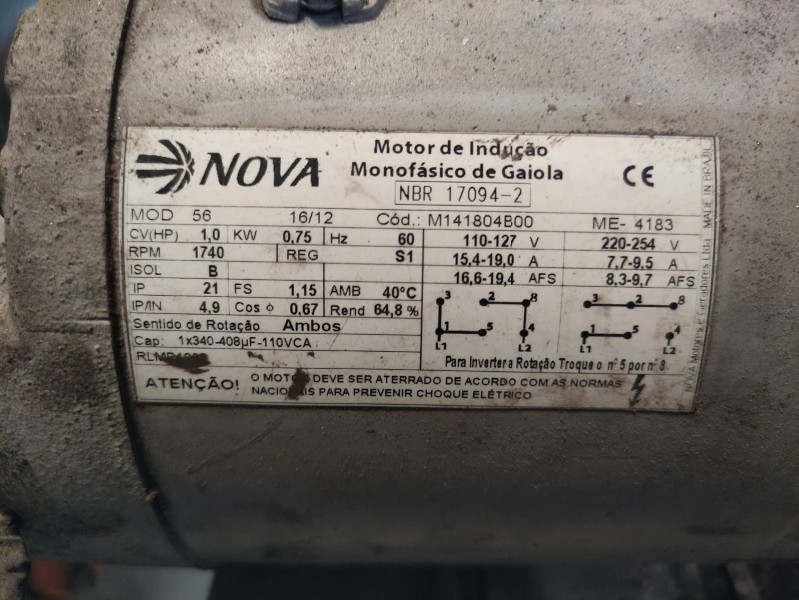 NOVA
Motor de Indução
Monofásico de Gaiola
NBR 17094-2
CE
MOD 56 16/12 Cód.: M141804B00 ME- 4183
CV(HP) 1,0 KW 0,75 Hz 60 110-127 V 220-254 V
RPM 1740 REG S1 15,4-19,0 A 7,7-9,5 A
ISOL B 16,6-19,4 AFS 8,3-9,7 AFS
IP 21 FS 1,15 AMB 40°C
IP/IN 4,9 Cos ϕ 0.67 Rend 64,8 %
3 2 8 3 2 8
1 5 4 1 5 4
L1 L2 L1 L2
Sentido de Rotação Ambos
Cap: 1x340-408µF-110VCA
Para Inverter a Rotação Troque o nº 5 por nº 8
ATENÇÃO: O MOTOR DEVE SER ATERRADO DE ACORDO COM AS NORMAS
NACIONAIS PARA PREVENIR CHOQUE ELÉTRICO
NOVA Motores e Geradores Ltda MADE IN BRAZIL